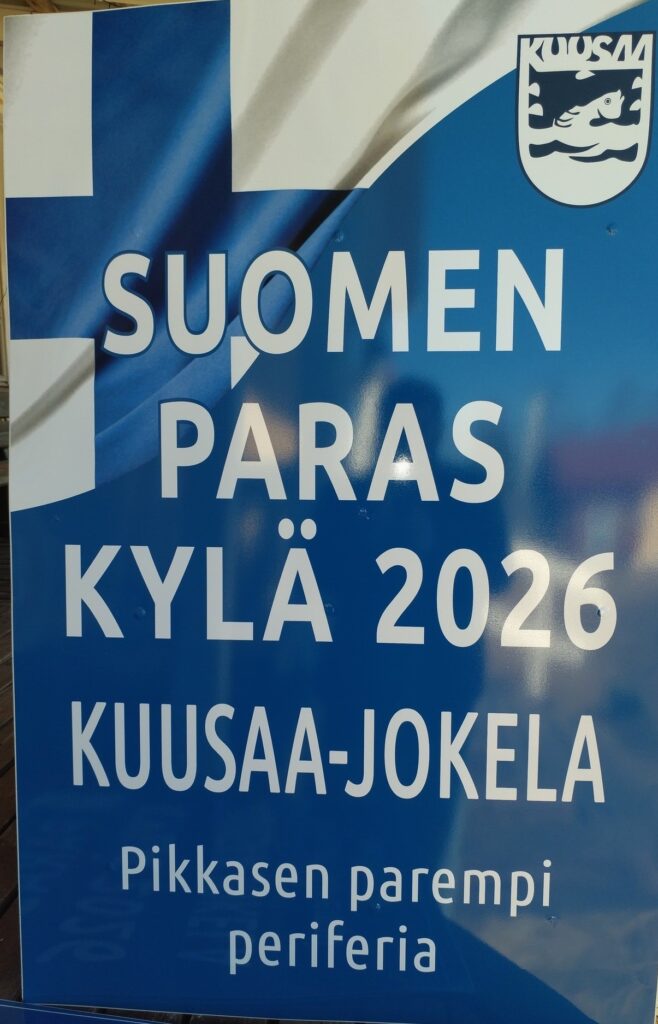 KUUSAA
SUOMEN
PARAS
KYLÄ 2026
KUUSAA-JOKELA
Pikkasen parempi
periferia